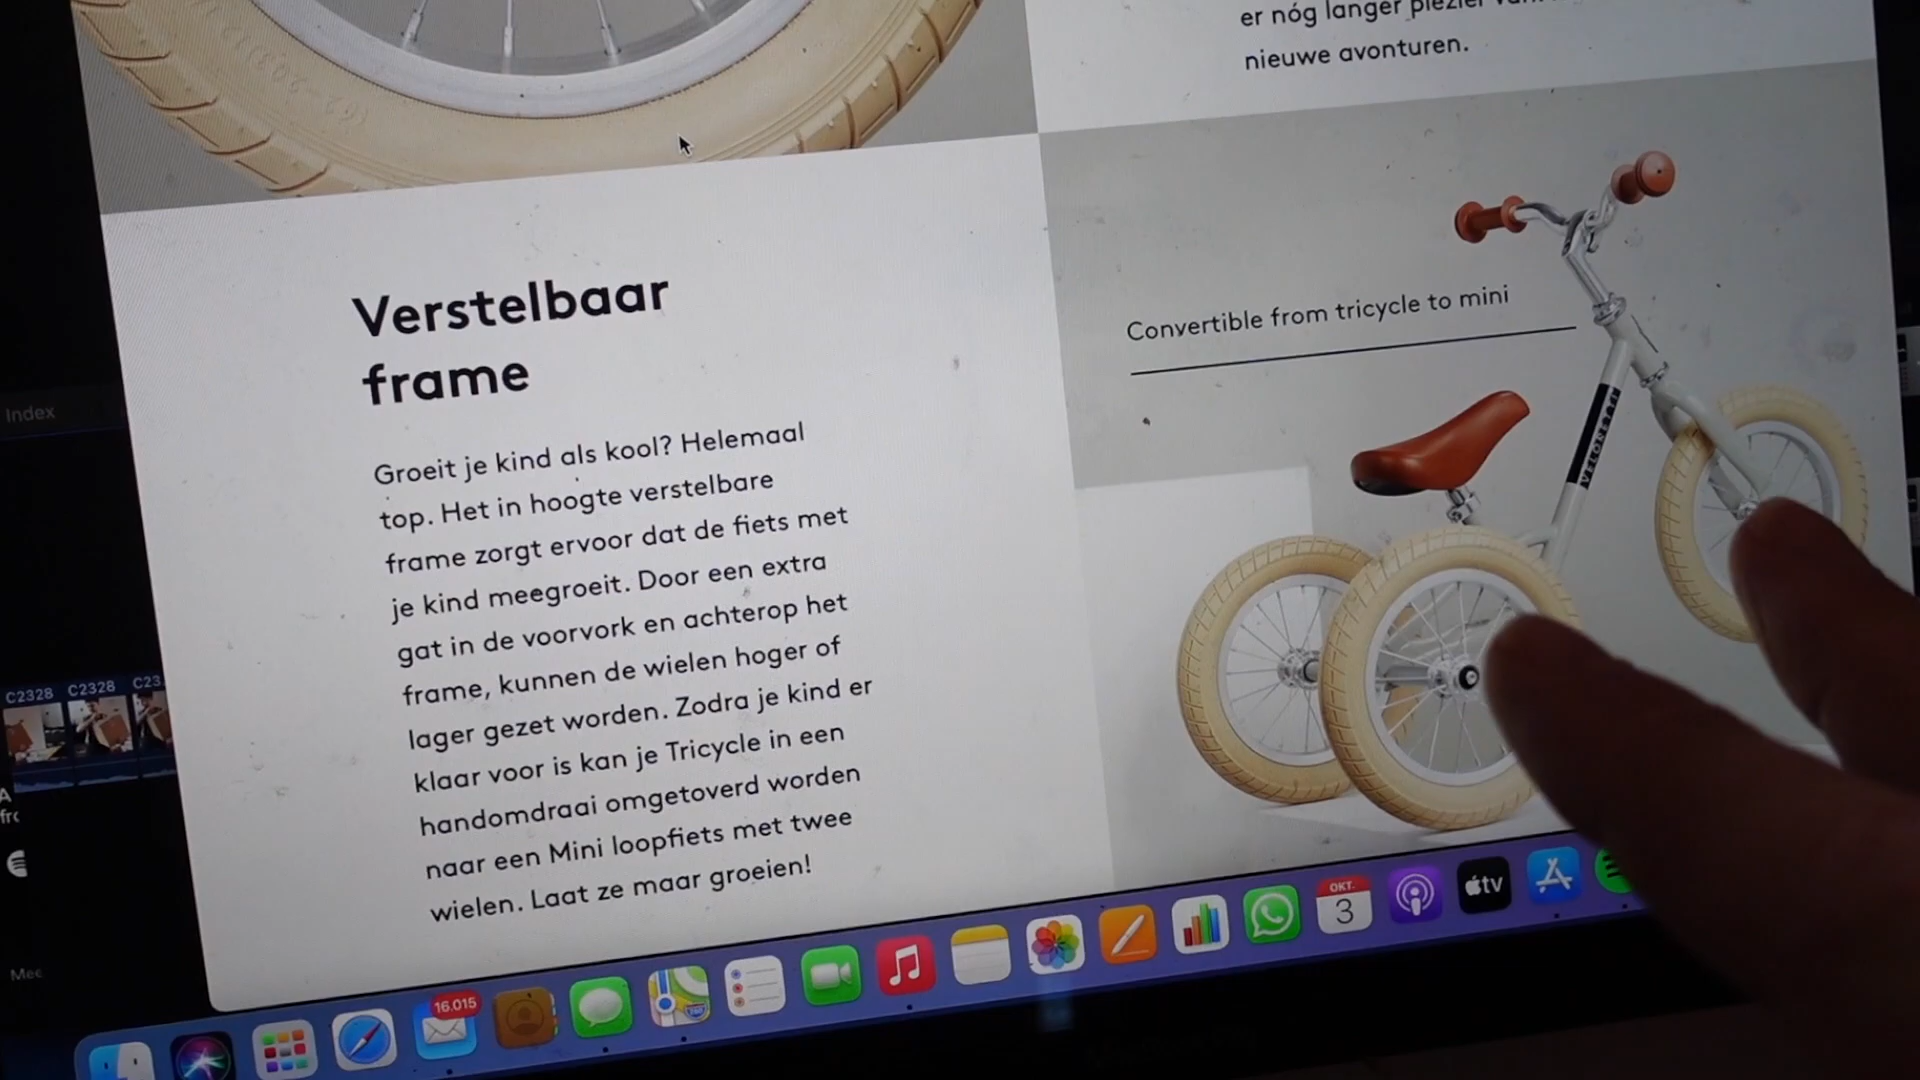 er nóg langer plezier
nieuwe avonturen.
Verstelbaar
frame
Groeit je kind als kool? Helemaal
top. Het in hoogte verstelbare
frame zorgt ervoor dat de fiets met
je kind meegroeit. Door een extra
gat in de voorvork en achterop het
frame, kunnen de wielen hoger of
lager gezet worden. Zodra je kind er
klaar voor is kan je Tricycle in een
handomdraai omgetoverd worden
naar een Mini loopfiets met twee
wielen. Laat ze maar groeien!
Convertible from tricycle to mini
Index
C2328 C2328 C23
Mee
16.015
OKT.
3
tv